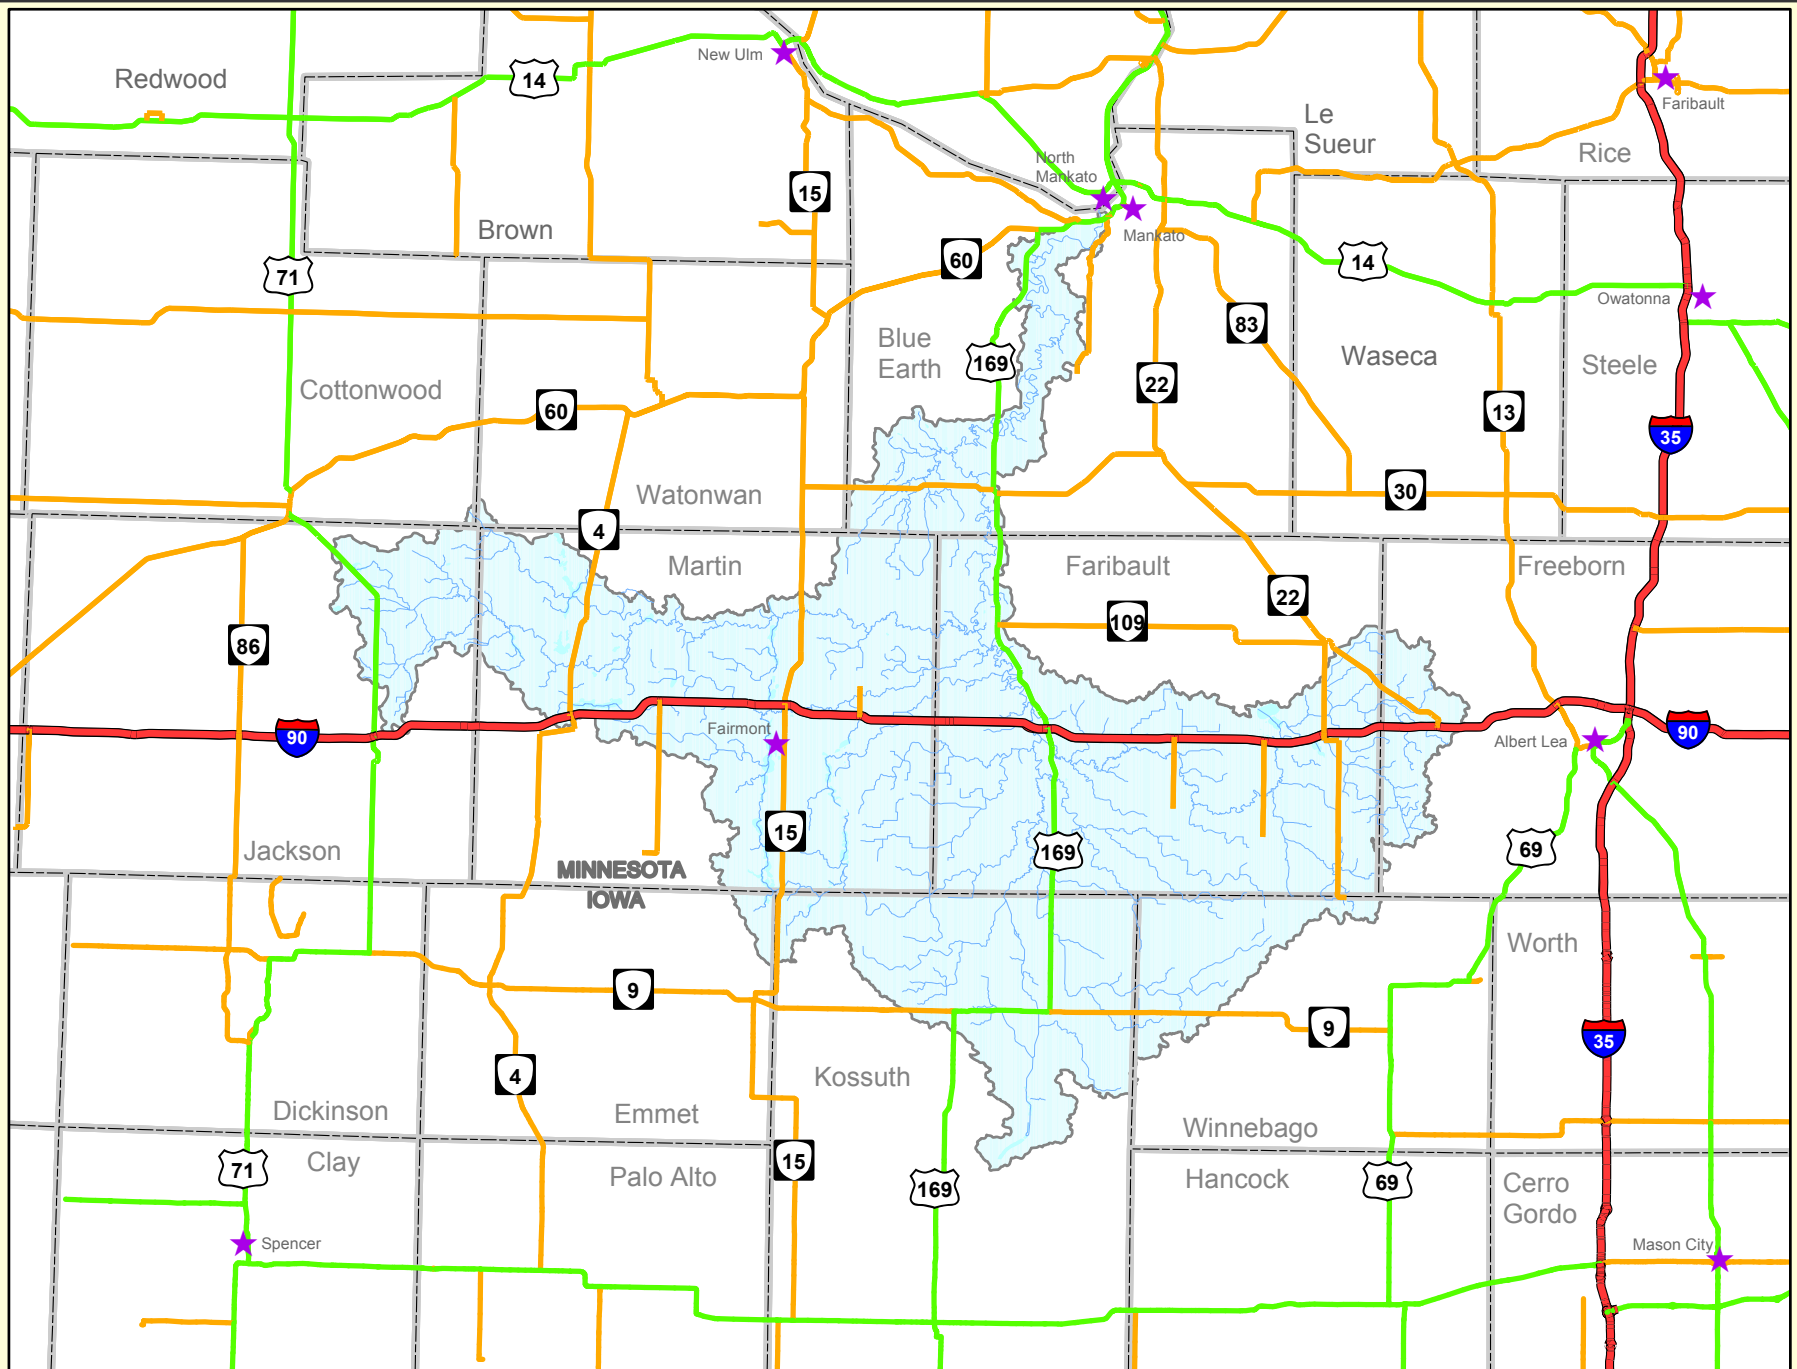 New Ulm
Redwood
14
Faribault
Le
Sueur
Rice
North
Mankato
15
Brown
Mankato
60
14
71
Owatonna
83
Blue
Earth
169
Waseca
Steele
Cottonwood
22
60
13
35
Watonwan
30
4
Martin
Faribault
Freeborn
22
109
86
Fairmont
90
Albert Lea
90
15
Jackson
169
69
MINNESOTA
IOWA
Worth
9
9
35
4
Kossuth
Dickinson
Emmet
Winnebago
71
Clay
15
Palo Alto
169
Hancock
69
Cerro
Gordo
Spencer
Mason City